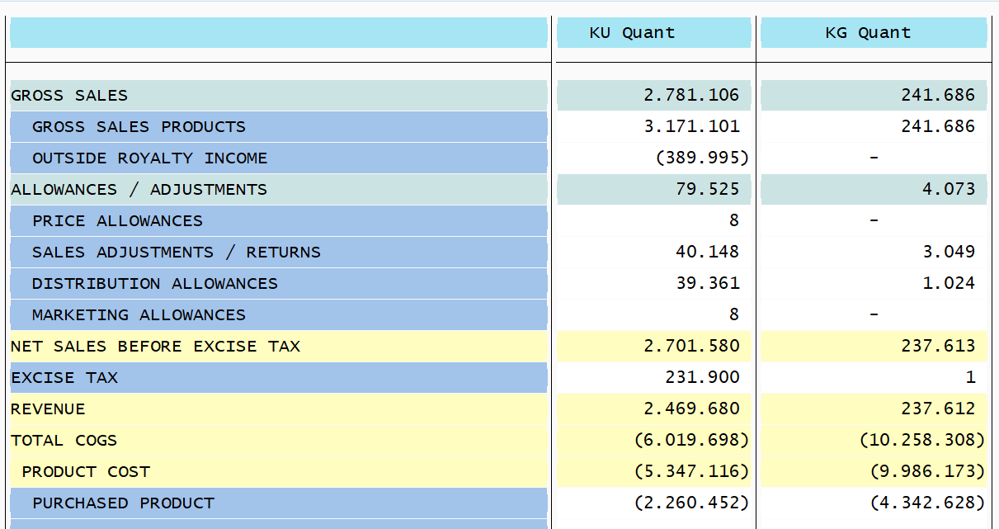 KU Quant KG Quant
GROSS SALES 2.781.106 241.686
GROSS SALES PRODUCTS 3.171.101 241.686
OUTSIDE ROYALTY INCOME (389.995) –
ALLOWANCES / ADJUSTMENTS 79.525 4.073
PRICE ALLOWANCES 8 –
SALES ADJUSTMENTS / RETURNS 40.148 3.049
DISTRIBUTION ALLOWANCES 39.361 1.024
MARKETING ALLOWANCES 8 –
NET SALES BEFORE EXCISE TAX 2.701.580 237.613
EXCISE TAX 231.900 1
REVENUE 2.469.680 237.612
TOTAL COGS (6.019.698) (10.258.308)
PRODUCT COST (5.347.116) (9.986.173)
PURCHASED PRODUCT (2.260.452) (4.342.628)